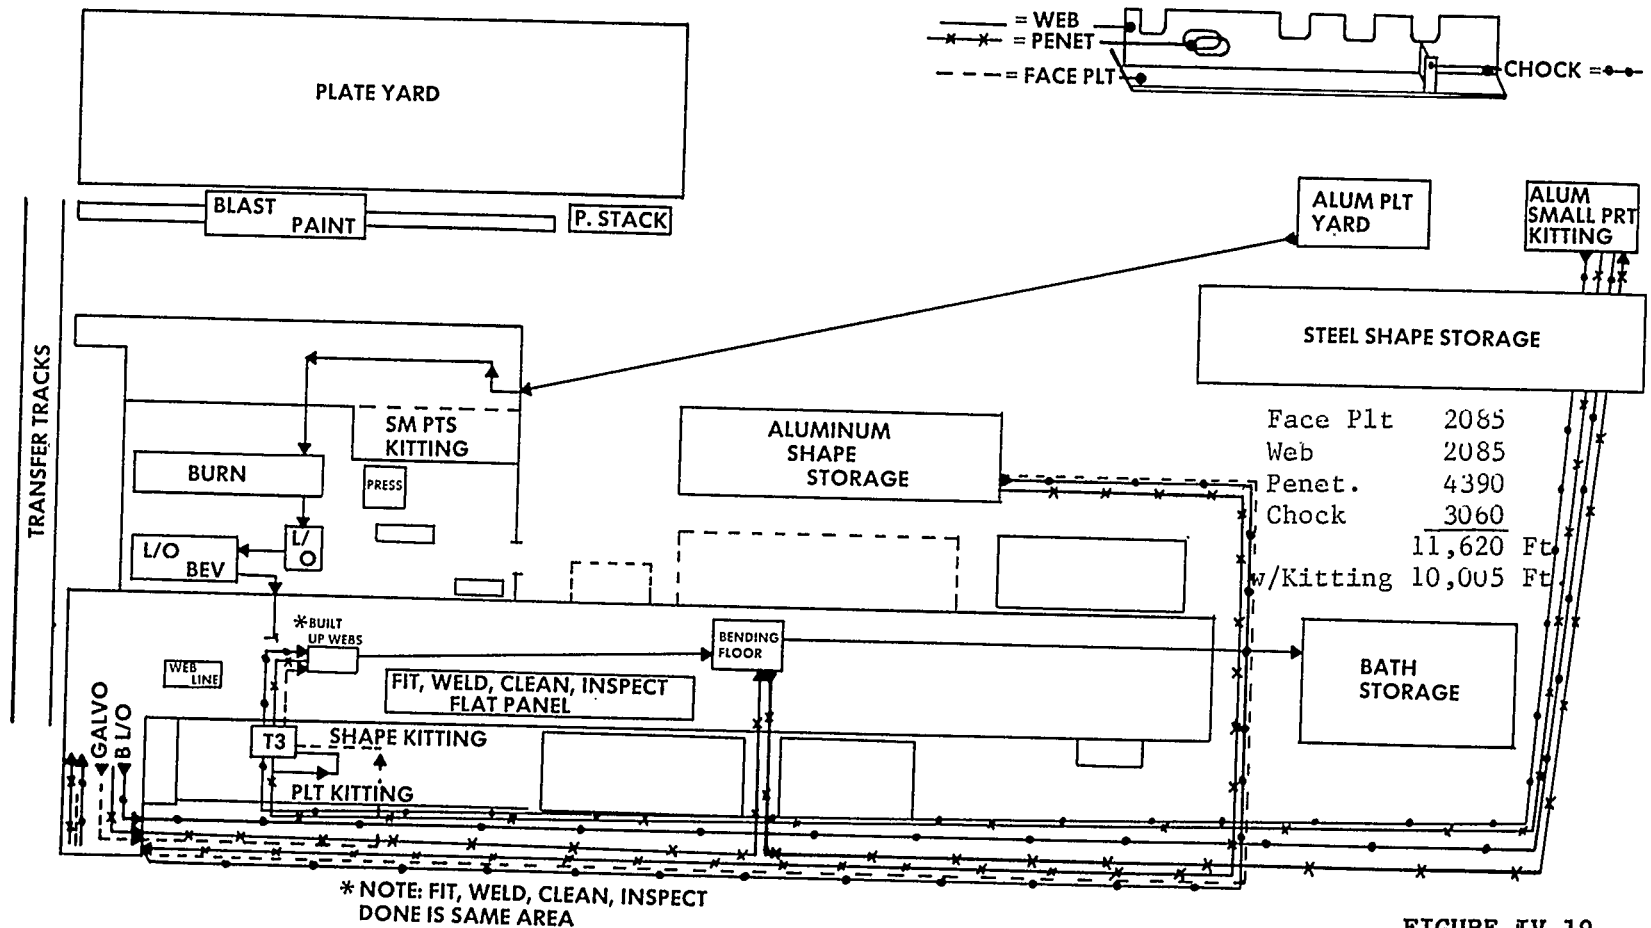 = WEB
= PENET
= FACE PLT
CHOCK =
PLATE YARD
BLAST
PAINT
P. STACK
ALUM PLT
YARD
ALUM
SMALL PRT
KITTING
TRANSFER TRACKS
STEEL SHAPE STORAGE
SM PTS
KITTING
BURN
PRESS
L/O
L/O
BEV
ALUMINUM
SHAPE
STORAGE
Face Plt 2085
Web 2085
Penet. 4390
Chock 3060
11,620 Ft
w/Kitting 10,005 Ft
*BUILT
UP WEBS
WEB
LINE
BENDING
FLOOR
FIT, WELD, CLEAN, INSPECT
FLAT PANEL
BATH
STORAGE
GALVO
B L/O
T3
SHAPE KITTING
PLT KITTING
* NOTE: FIT, WELD, CLEAN, INSPECT
DONE IS SAME AREA